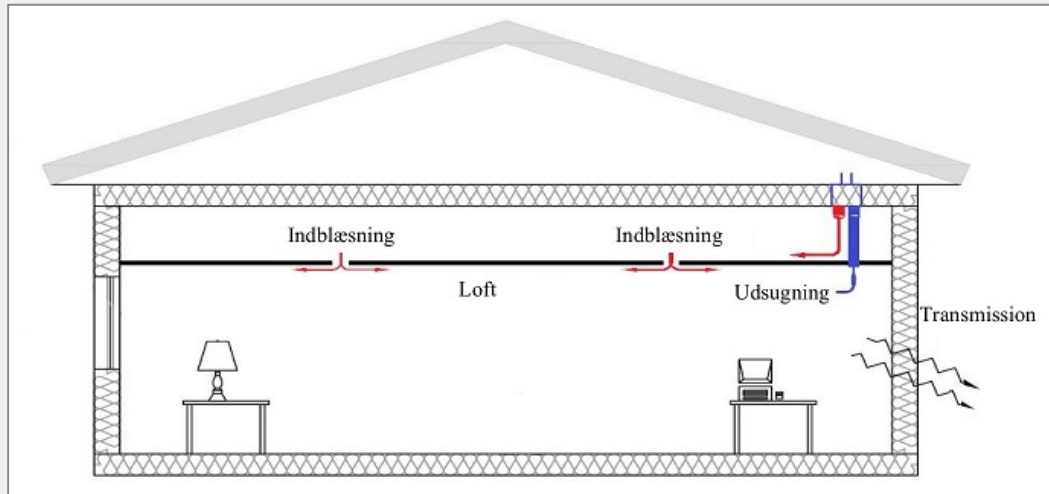 Indblæsning
Indblæsning
Loft
Udsugning
Transmission